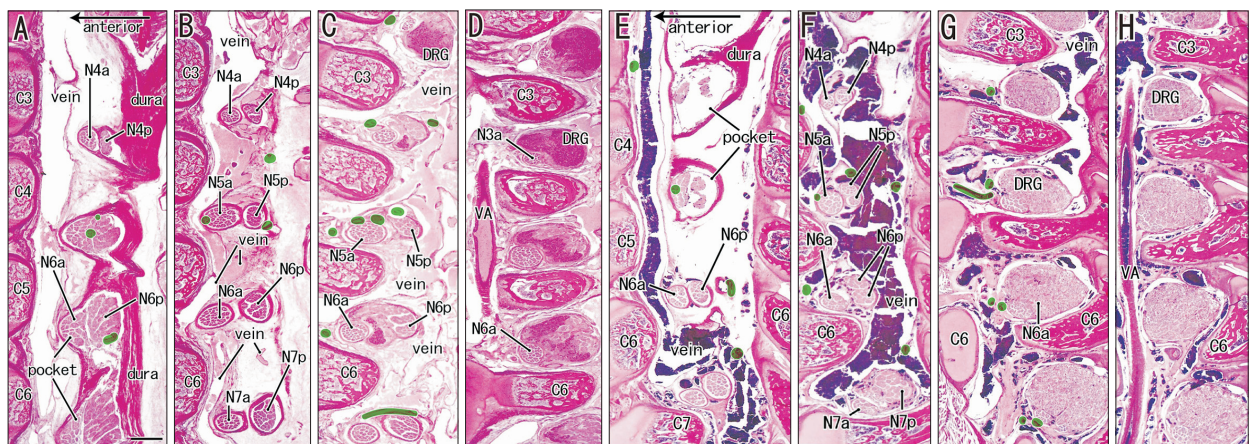 A
anterior
C3
vein
N4a
dura
N4p
C4
C5
N6a
N6p
pocket
C6
dura
B
vein
C3
N4a
N4p
N5a
N5p
vein
N6a
N6p
vein
C6
N7a
N7p
C
DRG
C3
vein
N5a
N5p
vein
N6a
N6p
vein
C6
D
C3
N3a
DRG
VA
N6a
C6
E
anterior
dura
C4
pocket
C5
N6p
N6a
C6
C6
vein
C7
F
N4a
N4p
N5a
N5p
N6a
N6p
vein
C6
N7a
N7p
G
C3
vein
DRG
C6
N6a
C6
H
C3
DRG
VA
C6